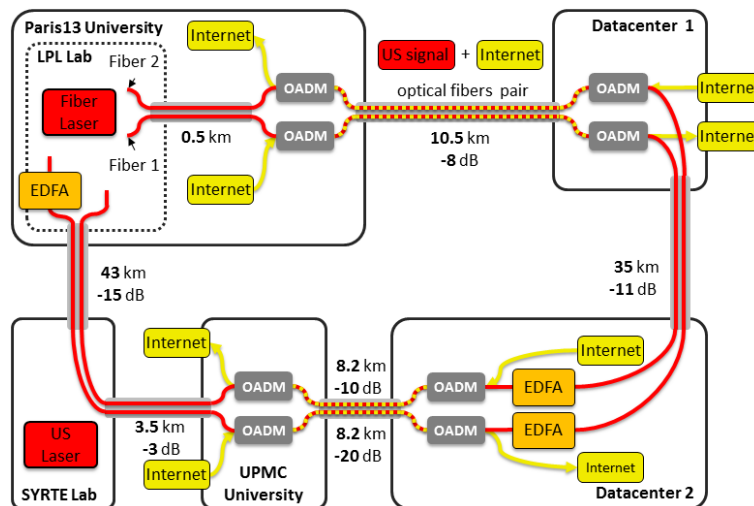 Paris13 University
LPL Lab
Fiber 2
Fiber
Laser
Fiber 1
EDFA
Internet
OADM
OADM
0.5 km
Internet
US signal + Internet
optical fibers pair
10.5 km
-8 dB
Datacenter 1
OADM
Internet
OADM
Internet
43 km
-15 dB
35 km
-11 dB
US
Laser
SYRTE Lab
3.5 km
-3 dB
Internet
OADM
OADM
Internet
UPMC
University
8.2 km
-10 dB
8.2 km
-20 dB
Internet
OADM
EDFA
OADM
EDFA
Internet
Datacenter 2